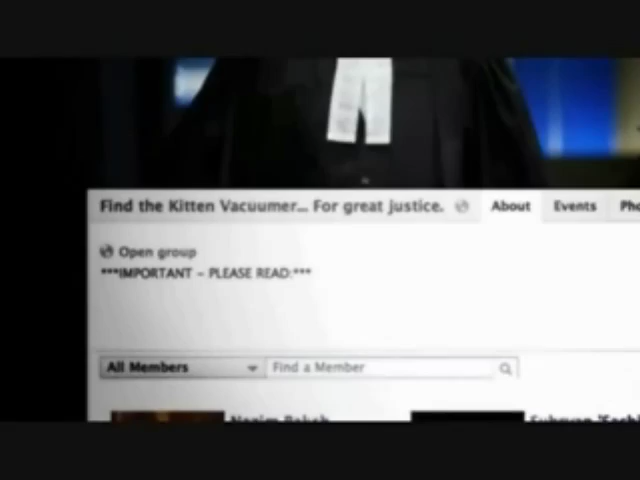 Find the Kitten Vacuumer... For great justice. About Events
Open group
***IMPORTANT - PLEASE READ:***
All Members Find a Member